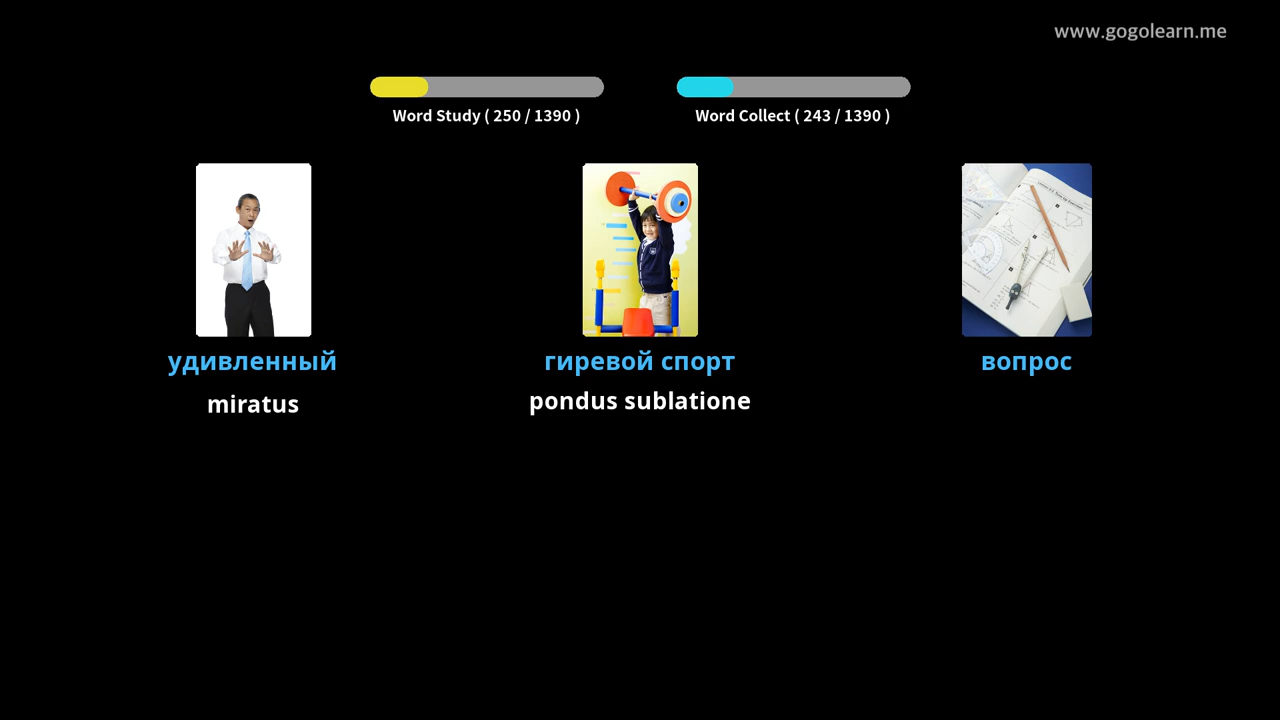 www.gogolearn.me
Word Study ( 250 / 1390 )
Word Collect ( 243 / 1390 )
удивленный
гиревой спорт
вопрос
miratus
pondus sublatione